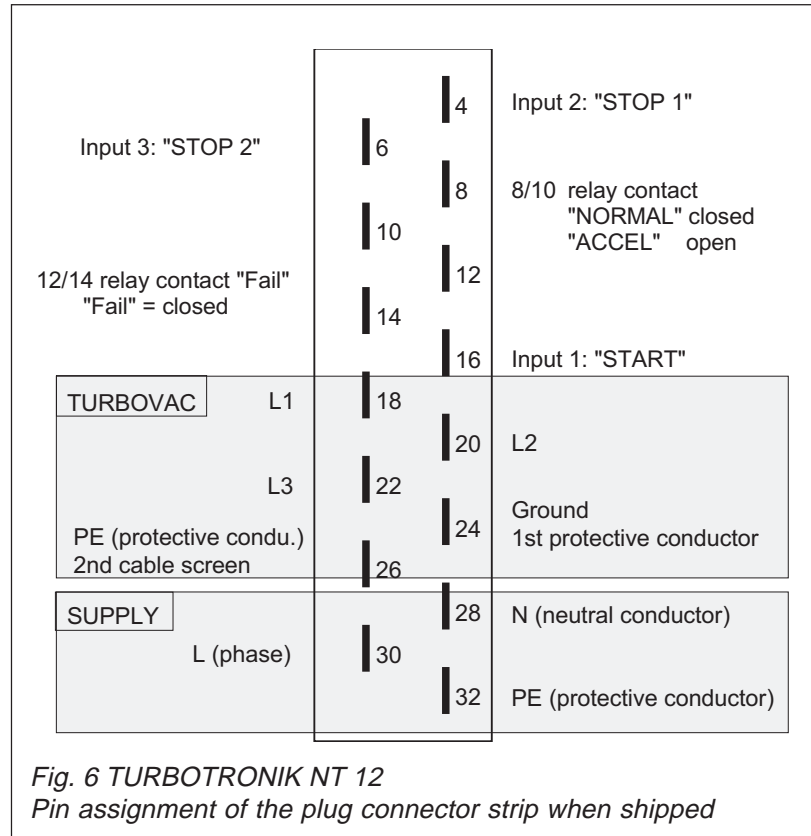 4
Input 2: "STOP 1"
Input 3: "STOP 2"
6
8
8/10 relay contact
"NORMAL" closed
"ACCEL" open
10
12
12/14 relay contact "Fail"
"Fail" = closed
14
16
Input 1: "START"
TURBOVAC
L1
18
20
L2
L3
22
24
Ground
1st protective conductor
PE (protective condu.)
2nd cable screen
26
SUPPLY
28
N (neutral conductor)
L (phase)
30
32
PE (protective conductor)
Fig. 6 TURBOTRONIK NT 12
Pin assignment of the plug connector strip when shipped